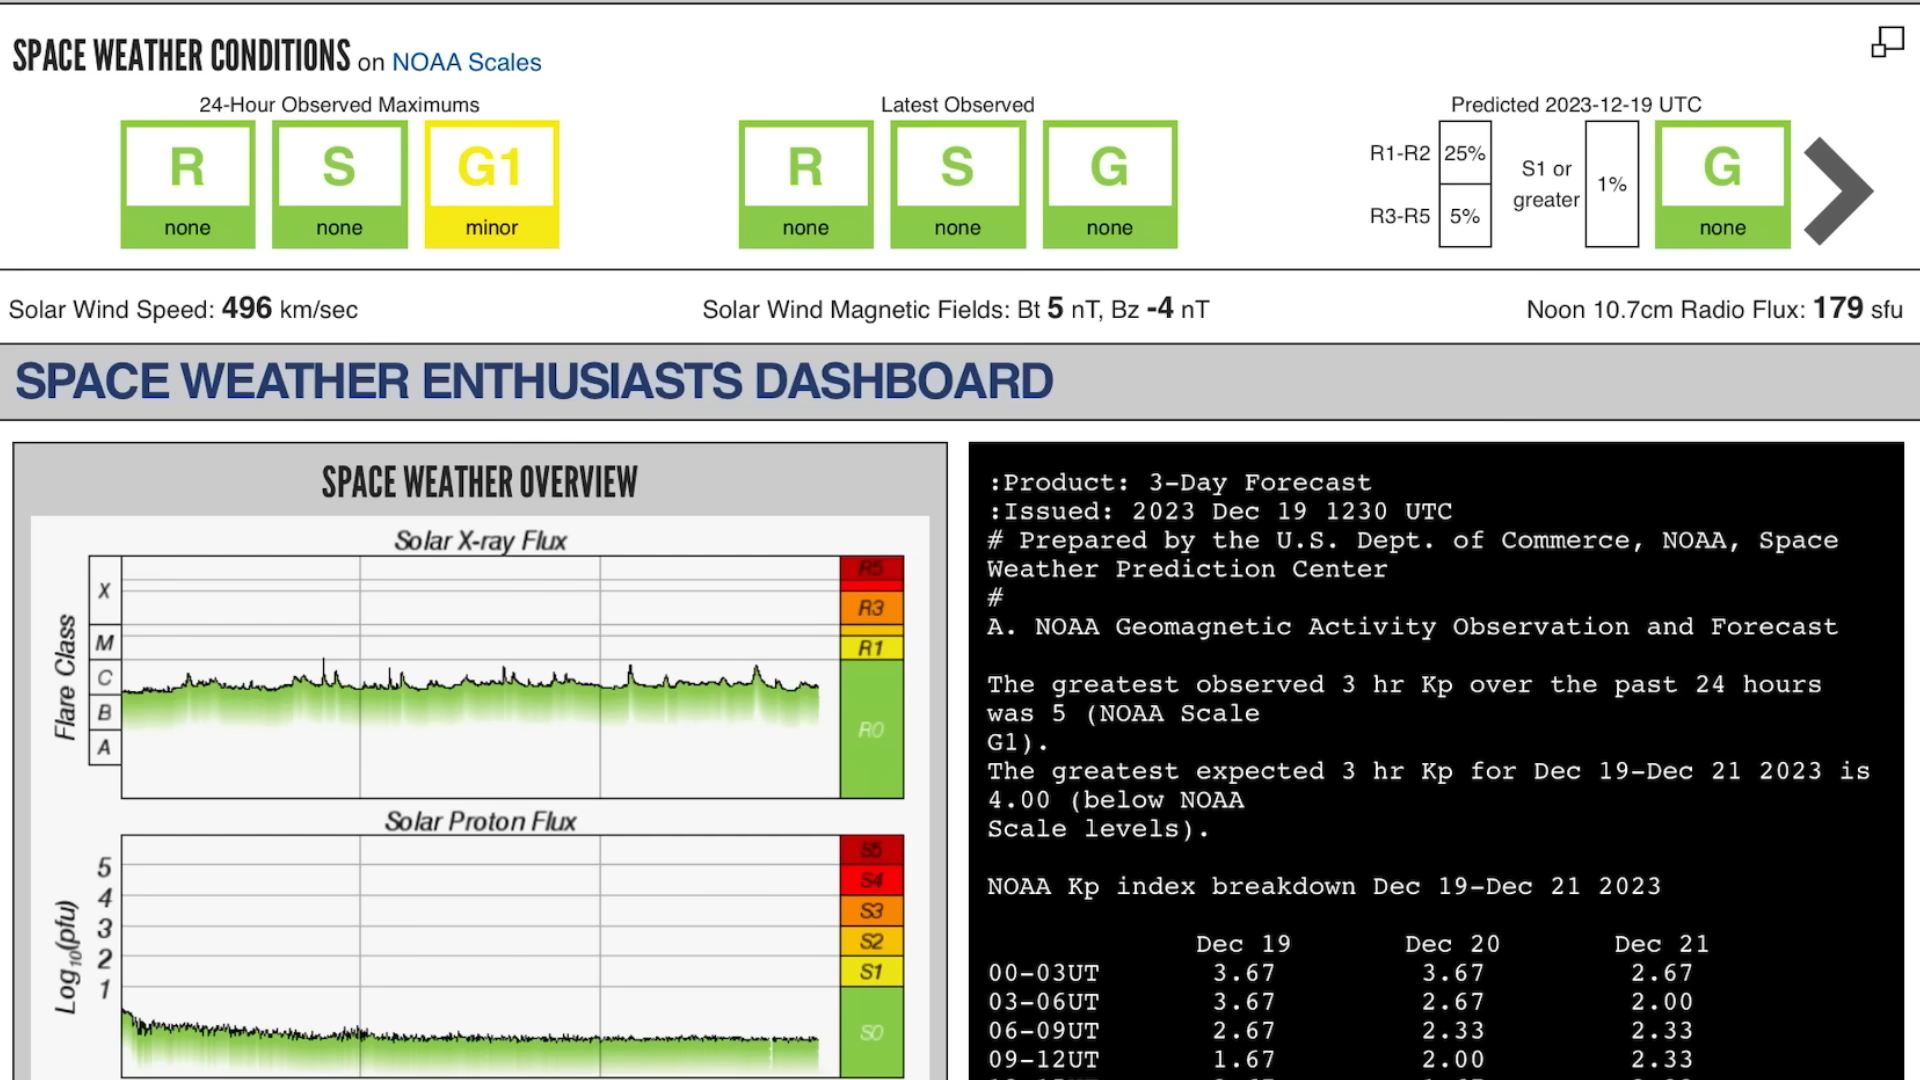 SPACE WEATHER CONDITIONS on NOAA Scales
24-Hour Observed Maximums
R
none
S
none
G1
minor
Latest Observed
R
none
S
none
G
none
Predicted 2023-12-19 UTC
R1-R2 25%
R3-R5 5%
S1 or
greater
1%
G
none
Solar Wind Speed: 496 km/sec
Solar Wind Magnetic Fields: Bt 5 nT, Bz -4 nT
Noon 10.7cm Radio Flux: 179 sfu
SPACE WEATHER ENTHUSIASTS DASHBOARD
SPACE WEATHER OVERVIEW
Solar X-ray Flux
Flare Class
X
M
C
B
A
R5
R3
R1
R0
Solar Proton Flux
Log10(pfu)
5
4
3
2
1
S5
S4
S3
S2
S1
S0
:Product: 3-Day Forecast
:Issued: 2023 Dec 19 1230 UTC
# Prepared by the U.S. Dept. of Commerce, NOAA, Space
Weather Prediction Center
#
A. NOAA Geomagnetic Activity Observation and Forecast
The greatest observed 3 hr Kp over the past 24 hours
was 5 (NOAA Scale
G1).
The greatest expected 3 hr Kp for Dec 19-Dec 21 2023 is
4.00 (below NOAA
Scale levels).
NOAA Kp index breakdown Dec 19-Dec 21 2023
Dec 19 Dec 20 Dec 21
00-03UT 3.67 3.67 2.67
03-06UT 3.67 2.67 2.00
06-09UT 2.67 2.33 2.33
09-12UT 1.67 2.00 2.33